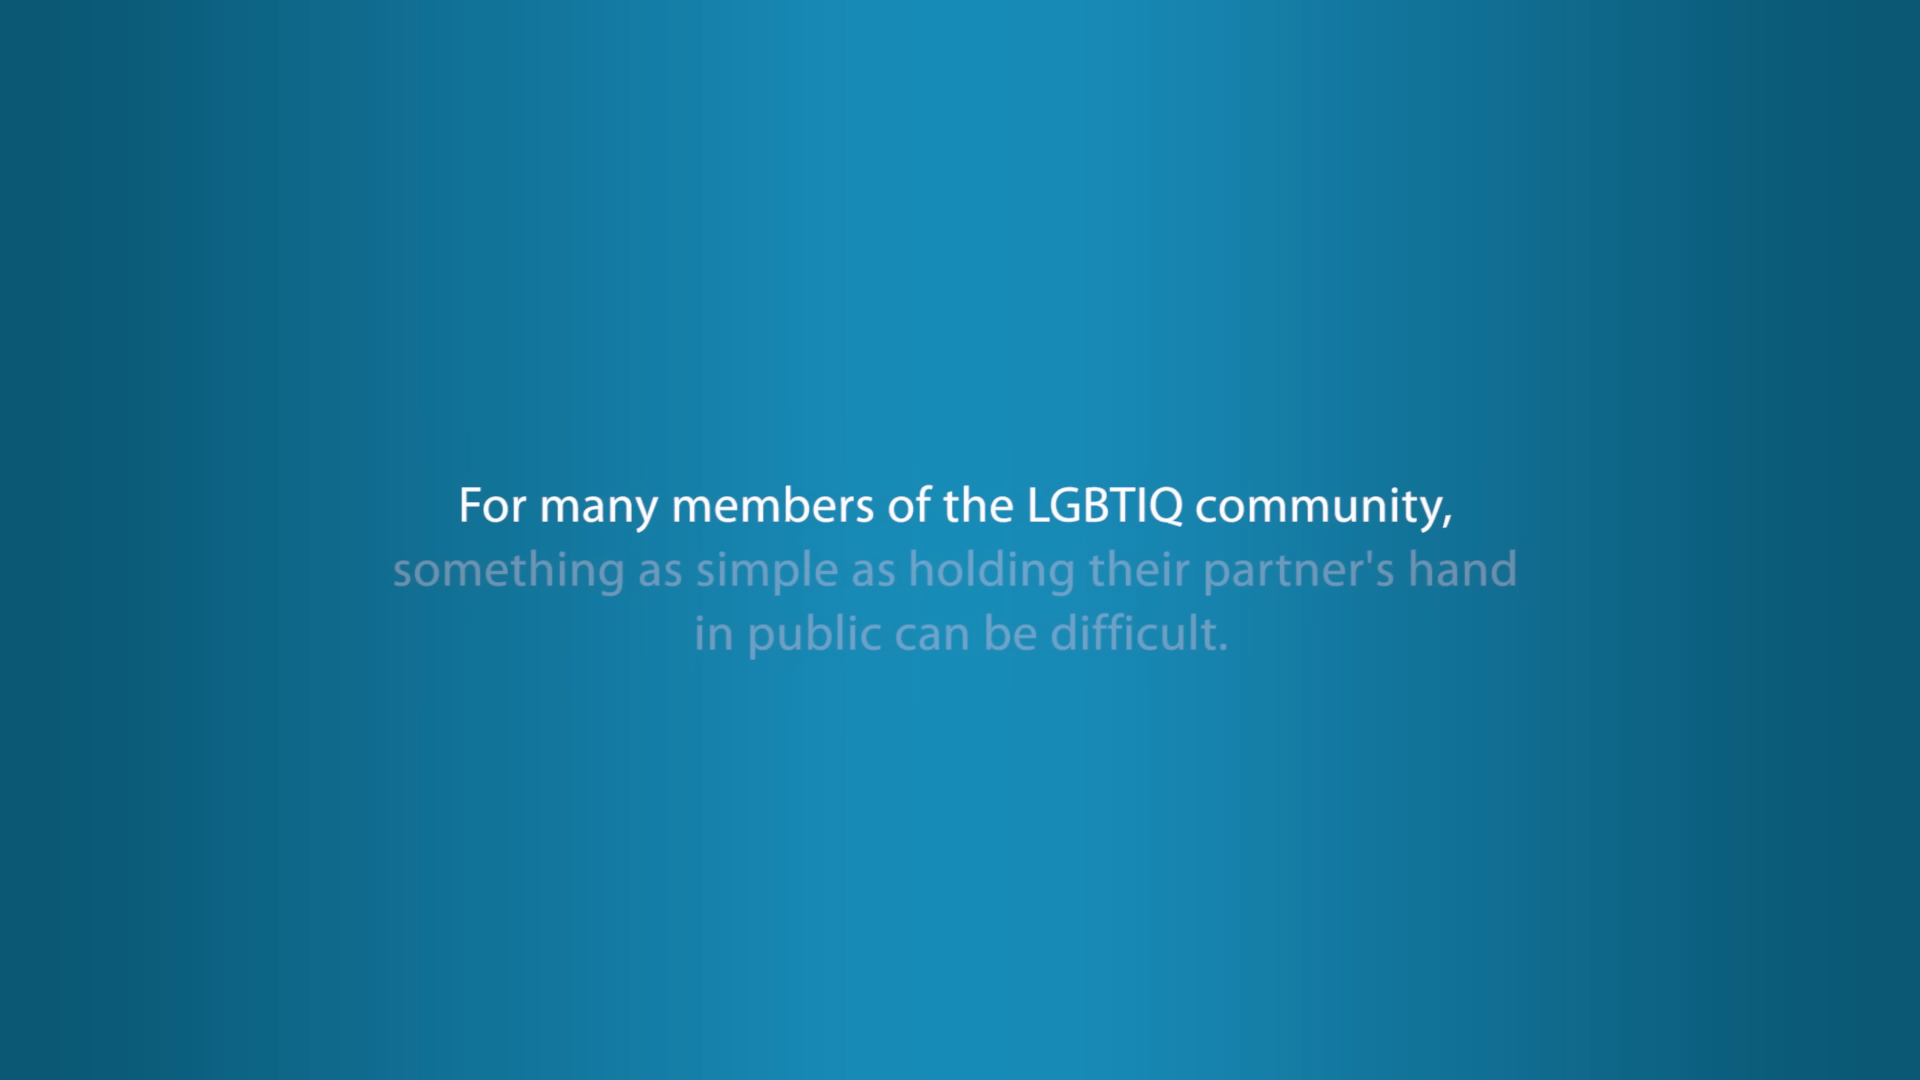 For many members of the LGBTIQ community,
something as simple as holding their partner's hand
in public can be difficult.